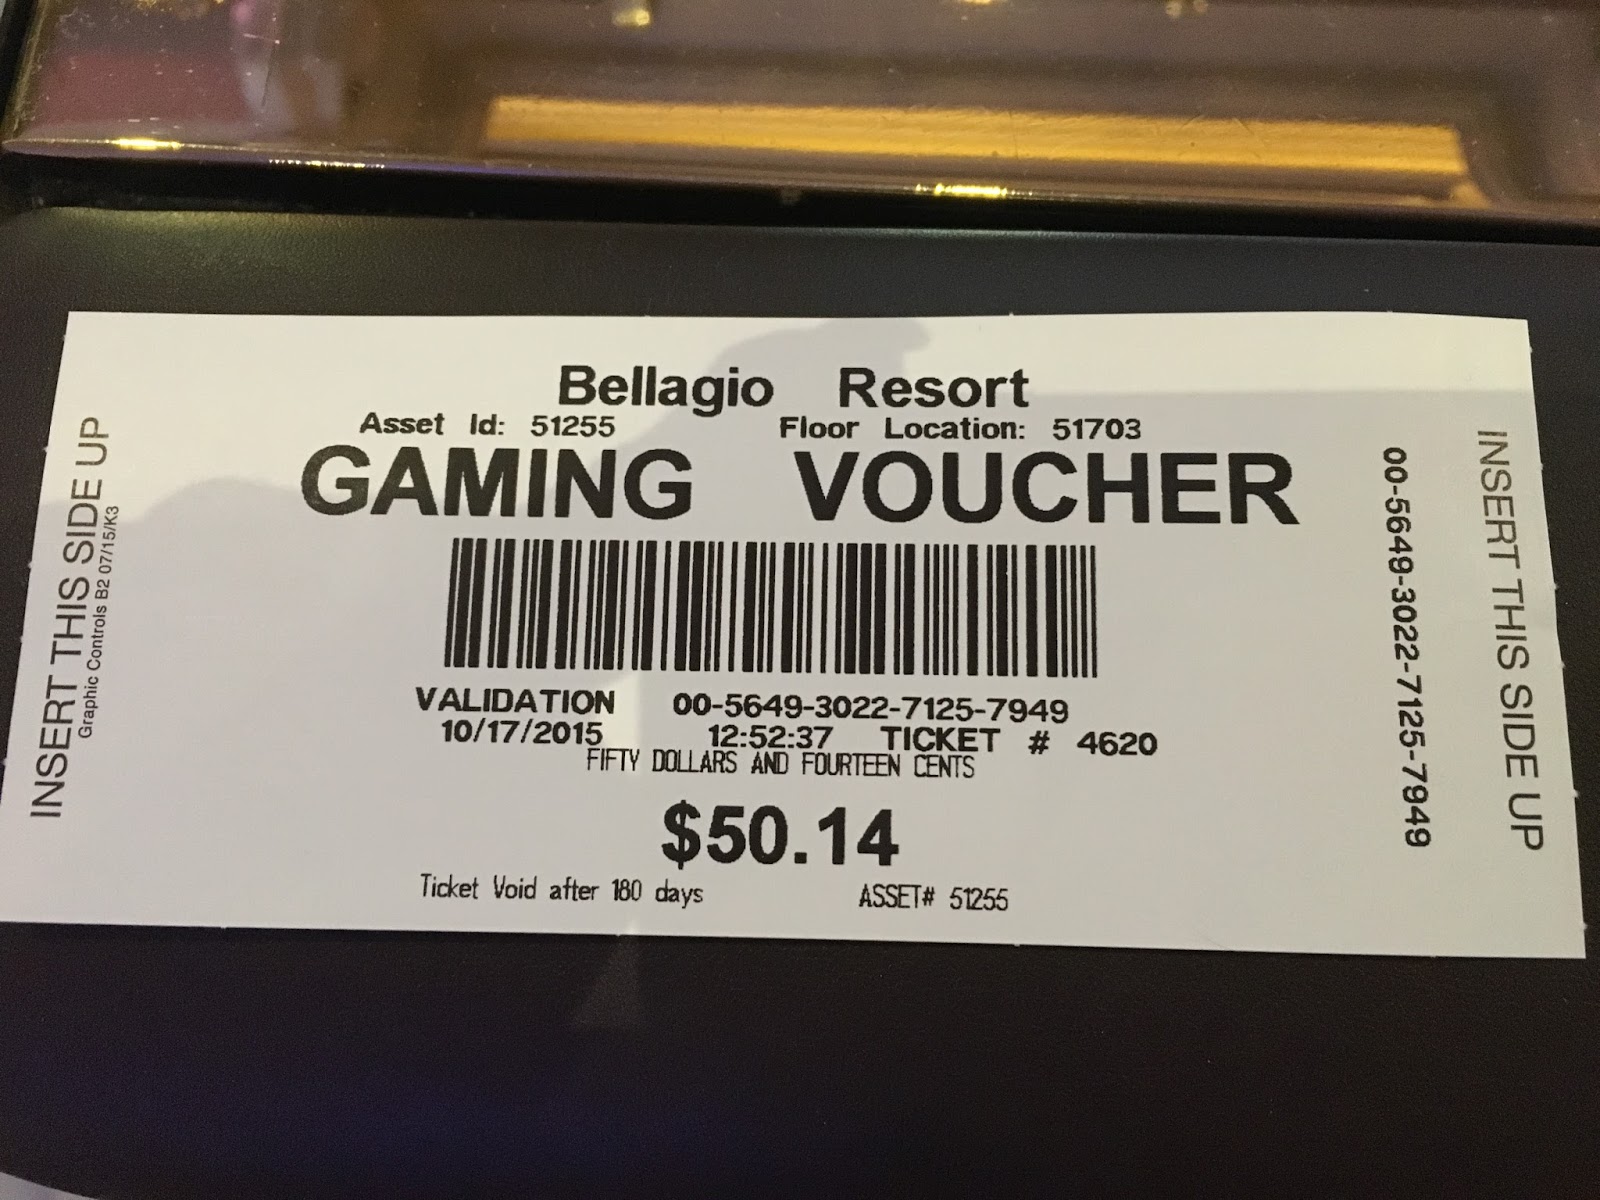 Bellagio Resort
Asset Id: 51255 Floor Location: 51703
GAMING VOUCHER
VALIDATION 00-5649-3022-7125-7949
10/17/2015 12:52:37 TICKET # 4620
FIFTY DOLLARS AND FOURTEEN CENTS
$50.14
Ticket Void after 180 days ASSET# 51255
INSERT THIS SIDE UP
Graphic Controls B2 07/15/K3
00-5649-3022-7125-7949
INSERT THIS SIDE UP